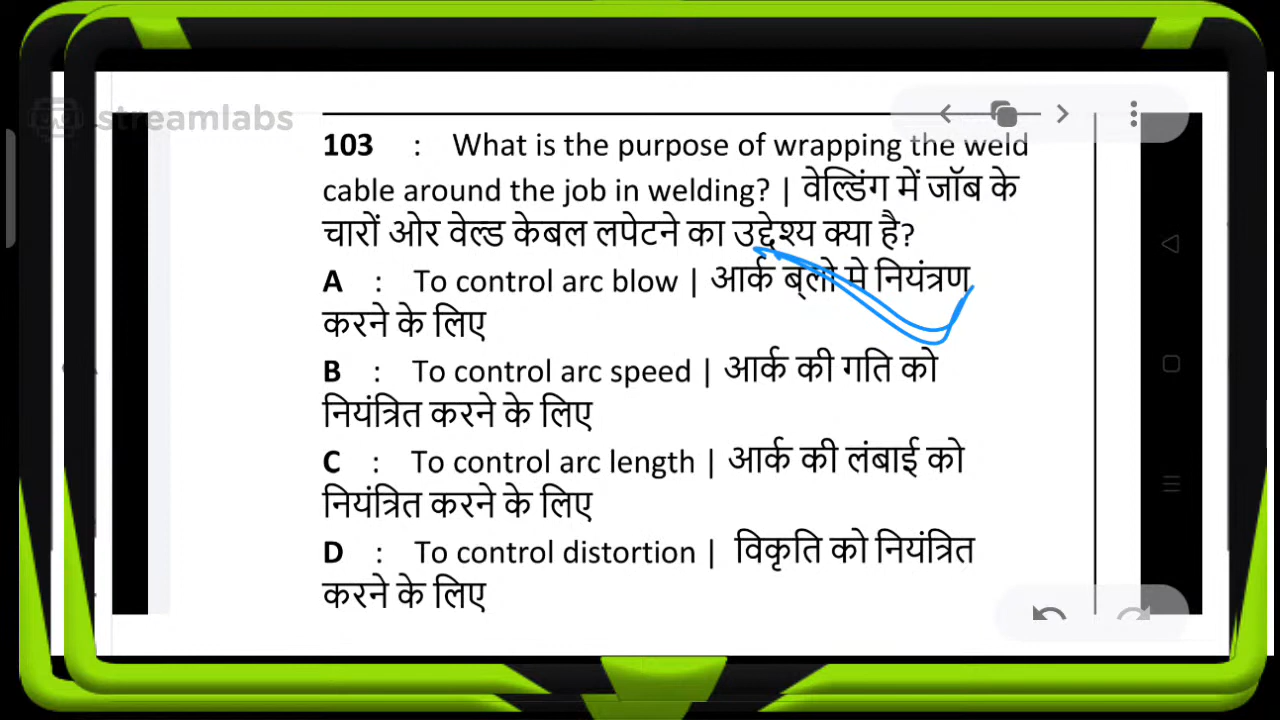 streamlabs
103 : What is the purpose of wrapping the weld
cable around the job in welding? | वेल्डिंग में जॉब के
चारों ओर वेल्ड केबल लपेटने का उद्देश्य क्या है?
A : To control arc blow | आर्क ब्‌लो मे नियंत्रण
करने के लिए
B : To control arc speed | आर्क की गति को
नियंत्रित करने के लिए
C : To control arc length | आर्क की लंबाई को
नियंत्रित करने के लिए
D : To control distortion | विकृति को नियंत्रित
करने के लिए